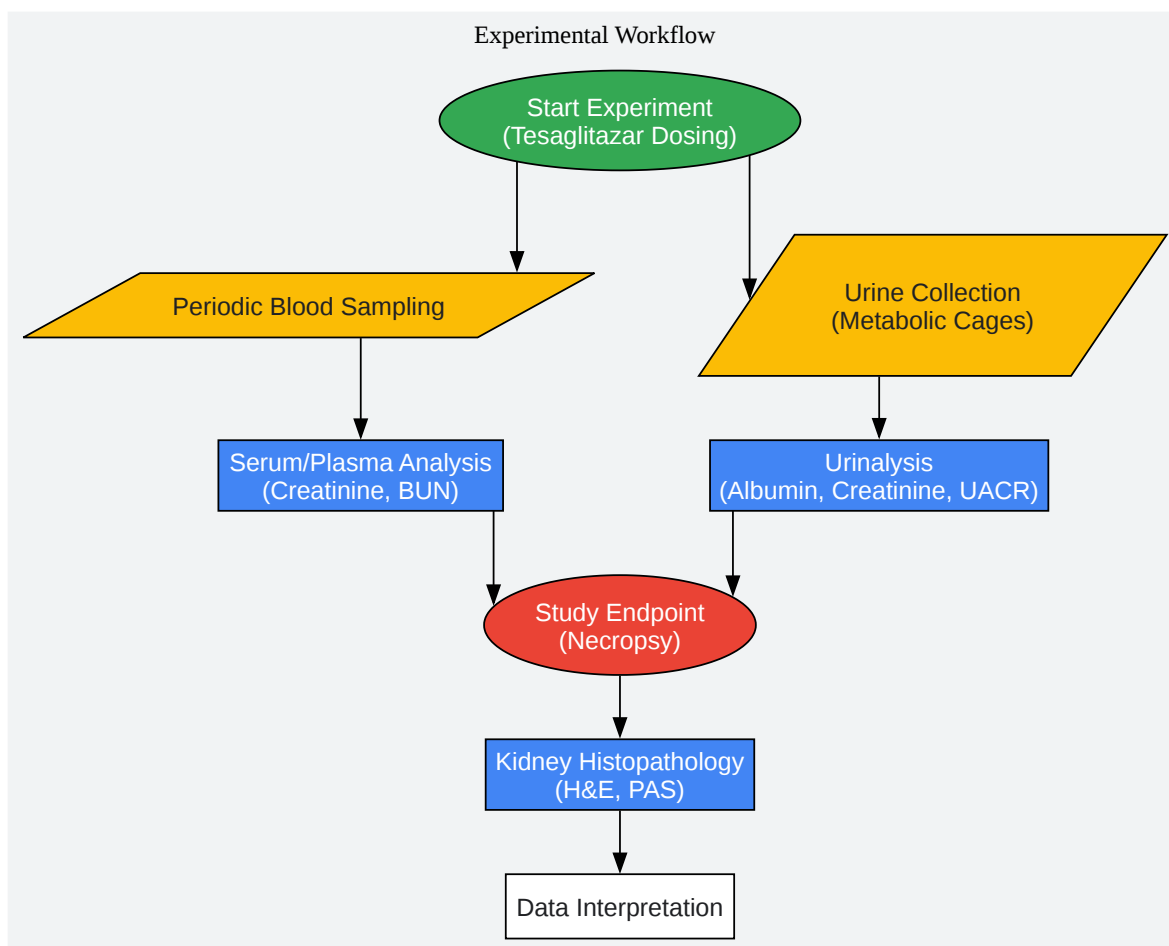 Experimental Workflow
Start Experiment
(Tesaglitazar Dosing)
Periodic Blood Sampling
Urine Collection
(Metabolic Cages)
Serum/Plasma Analysis
(Creatinine, BUN)
Urinalysis
(Albumin, Creatinine, UACR)
Study Endpoint
(Necropsy)
Kidney Histopathology
(H&E, PAS)
Data Interpretation